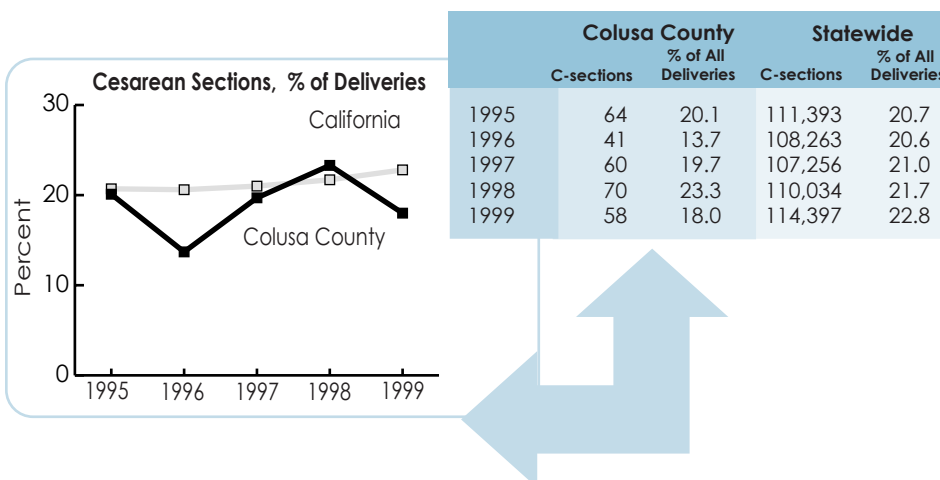 Cesarean Sections, % of Deliveries
30
20
10
0
Percent
California
Colusa County
1995 1996 1997 1998 1999
Colusa County Statewide
% of All % of All
C-sections Deliveries C-sections Deliveries
1995 64 20.1 111,393 20.7
1996 41 13.7 108,263 20.6
1997 60 19.7 107,256 21.0
1998 70 23.3 110,034 21.7
1999 58 18.0 114,397 22.8